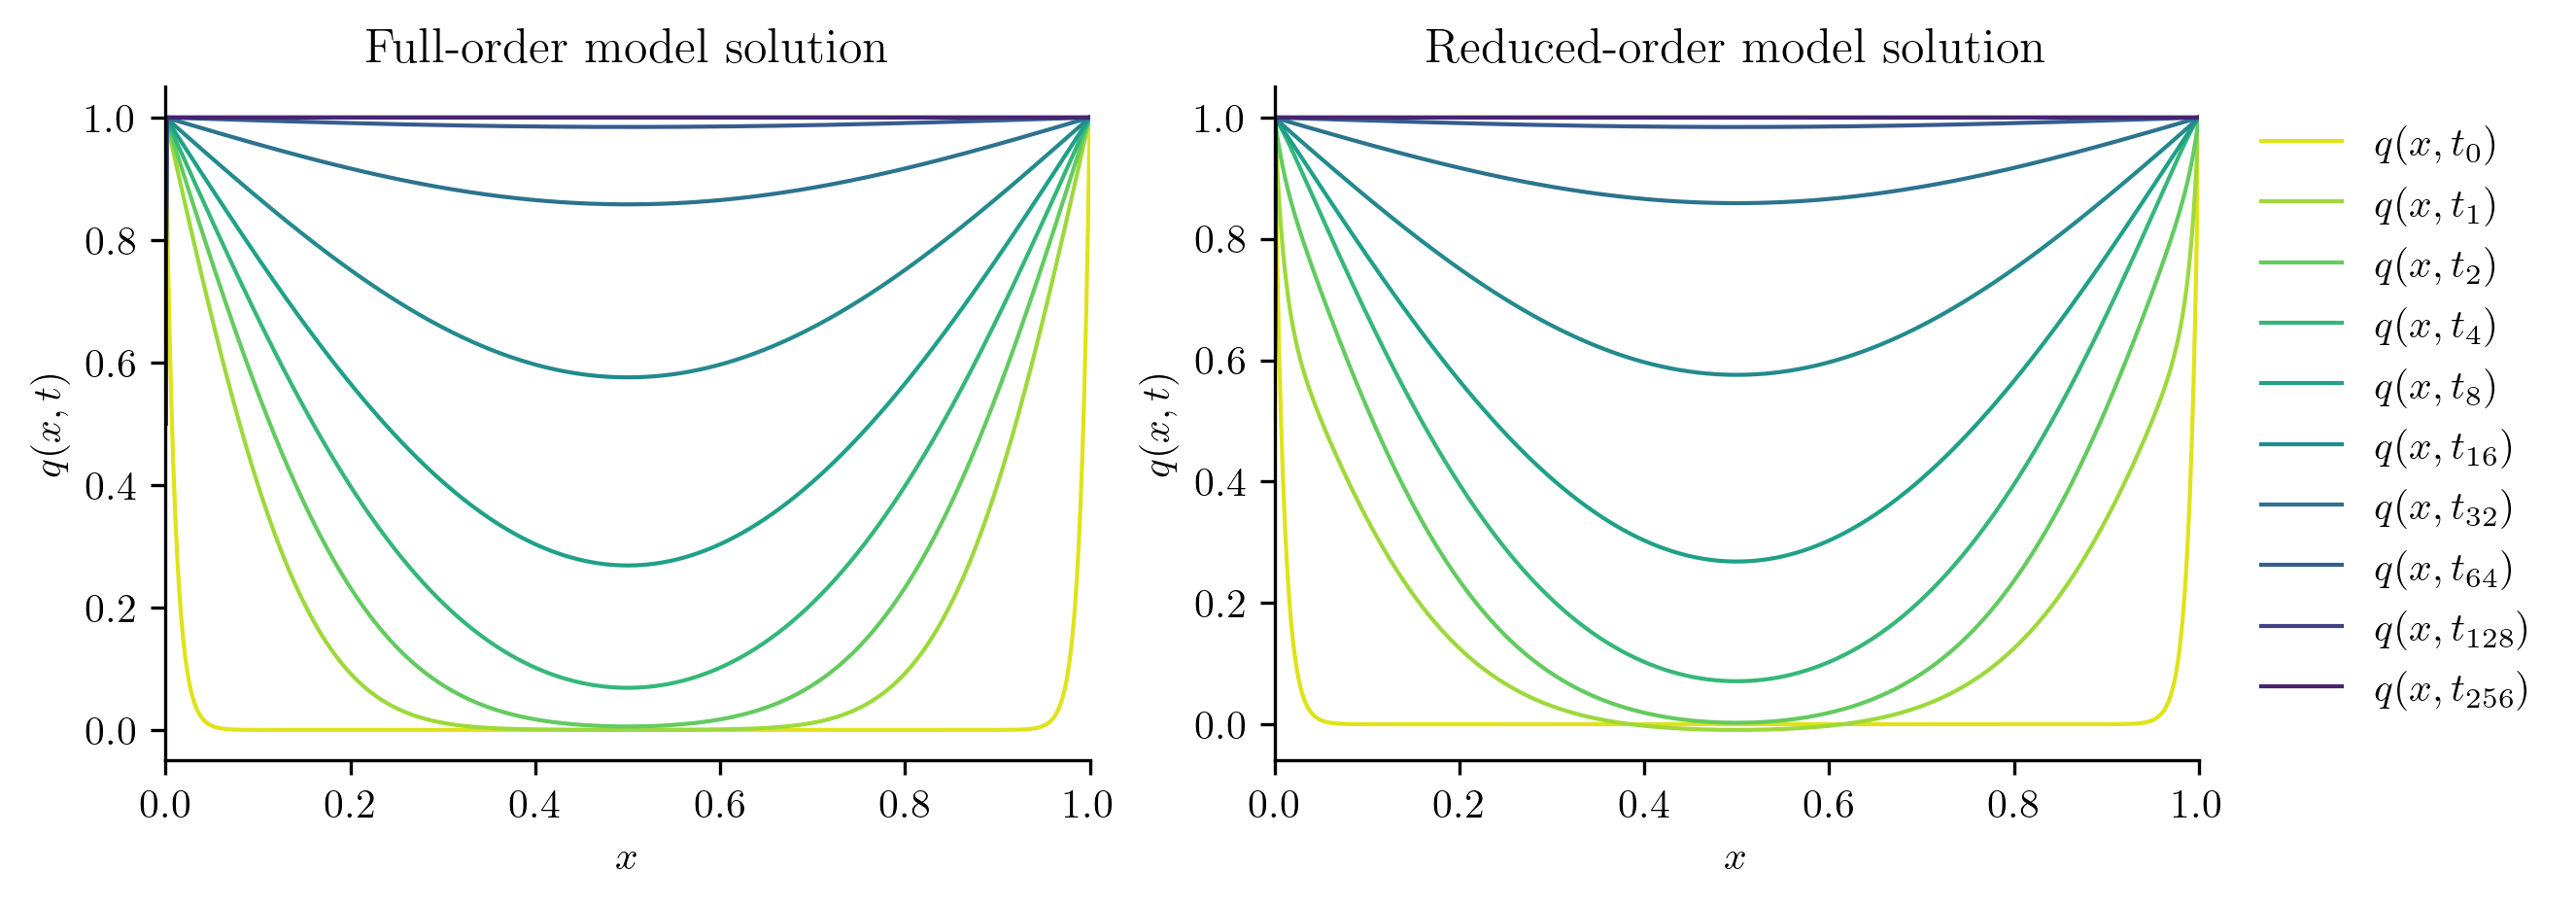 Full-order model solution
1.0
0.8
0.6
0.4
0.2
0.0
q(x, t)
0.0 0.2 0.4 0.6 0.8 1.0
x
Reduced-order model solution
1.0
0.8
0.6
0.4
0.2
0.0
q(x, t)
0.0 0.2 0.4 0.6 0.8 1.0
x
q(x, t₀)
q(x, t₁)
q(x, t₂)
q(x, t₄)
q(x, t₈)
q(x, t₁₆)
q(x, t₃₂)
q(x, t₆₄)
q(x, t₁₂₈)
q(x, t₂₅₆)